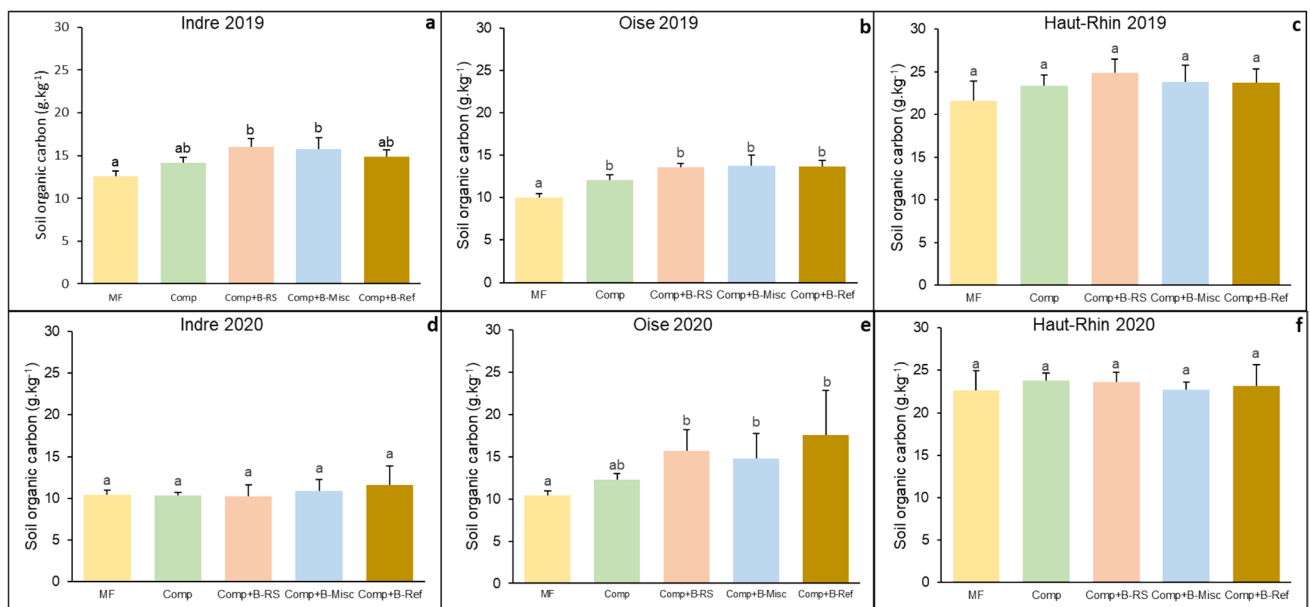 Indre 2019
a
Soil organic carbon (g.kg⁻¹)
30
25
20
15
10
5
0
a
ab
b
b
ab
MF
Comp
Comp+B-RS
Comp+B-Misc
Comp+B-Ref
Oise 2019
b
Soil organic carbon (g.kg⁻¹)
30
25
20
15
10
5
0
a
b
b
b
b
MF
Comp
Comp+B-RS
Comp+B-Misc
Comp+B-Ref
Haut-Rhin 2019
c
Soil organic carbon (g.kg⁻¹)
30
25
20
15
10
5
0
a
a
a
a
a
MF
Comp
Comp+B-RS
Comp+B-Misc
Comp+B-Ref
Indre 2020
d
Soil organic carbon (g.kg⁻¹)
30
25
20
15
10
5
0
a
a
a
a
a
MF
Comp
Comp+B-RS
Comp+B-Misc
Comp+B-Ref
Oise 2020
e
Soil organic carbon (g.kg⁻¹)
30
25
20
15
10
5
0
a
ab
b
b
b
MF
Comp
Comp+B-RS
Comp+B-Misc
Comp+B-Ref
Haut-Rhin 2020
f
Soil organic carbon (g.kg⁻¹)
30
25
20
15
10
5
0
a
a
a
a
a
MF
Comp
Comp+B-RS
Comp+B-Misc
Comp+B-Ref